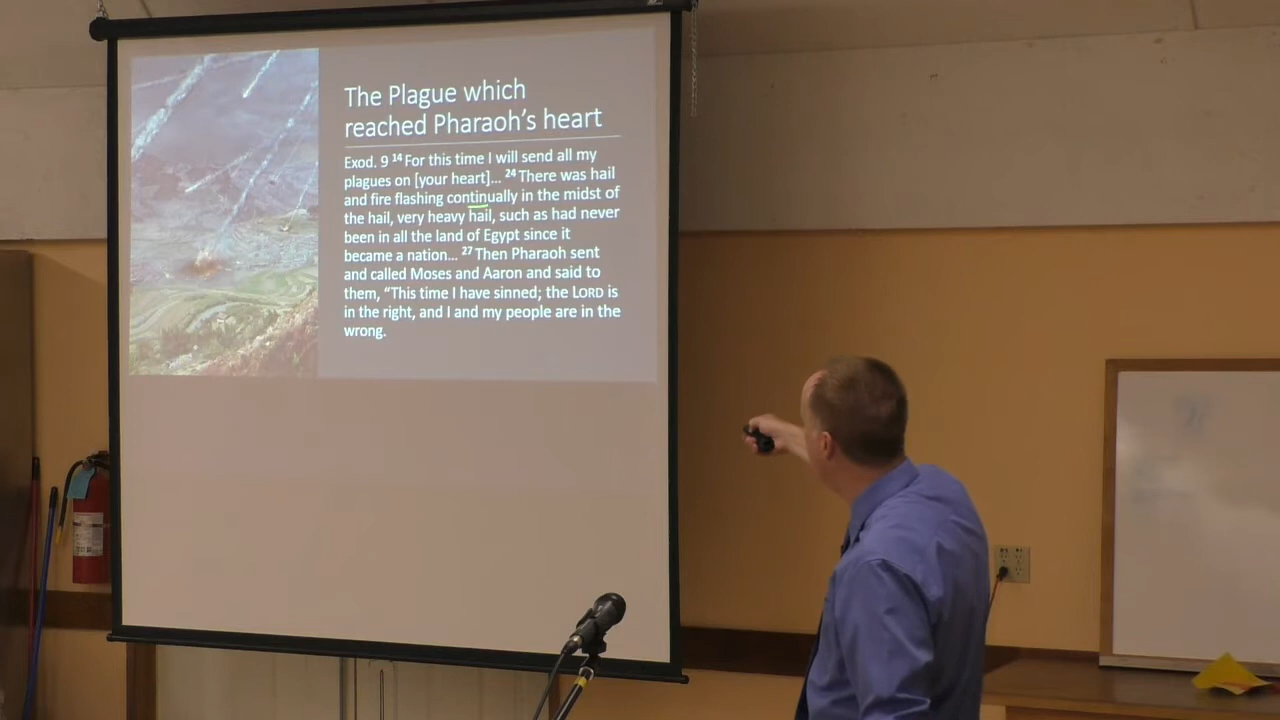 The Plague which
reached Pharaoh's heart
Exod. 9 ¹⁴ For this time I will send all my
plagues on [your heart]... ²⁴ There was hail
and fire flashing continually in the midst of
the hail, very heavy hail, such as had never
been in all the land of Egypt since it
became a nation... ²⁷ Then Pharaoh sent
and called Moses and Aaron and said to
them, “This time I have sinned; the LORD is
in the right, and I and my people are in the
wrong.